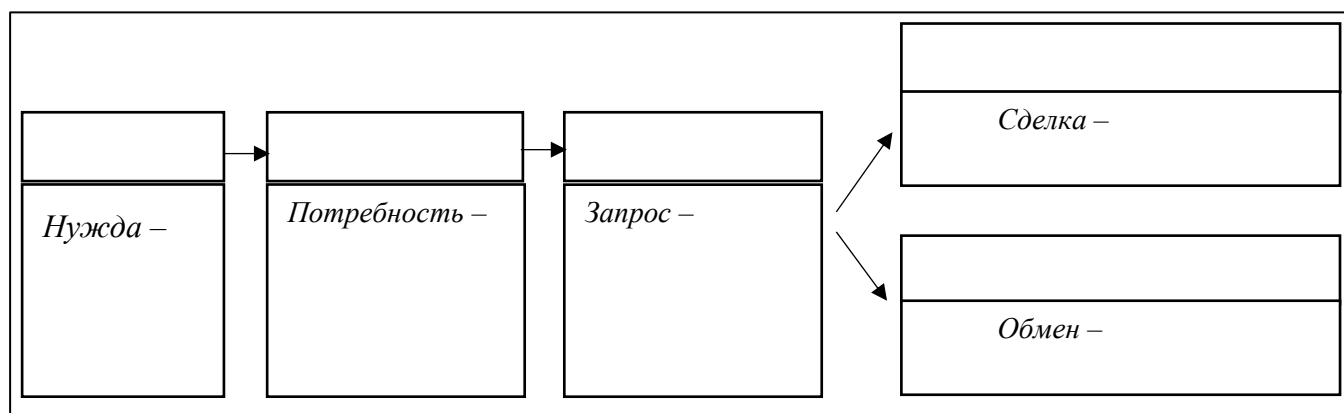 Нужда –
Потребность –
Запрос –
Сделка –
Обмен –